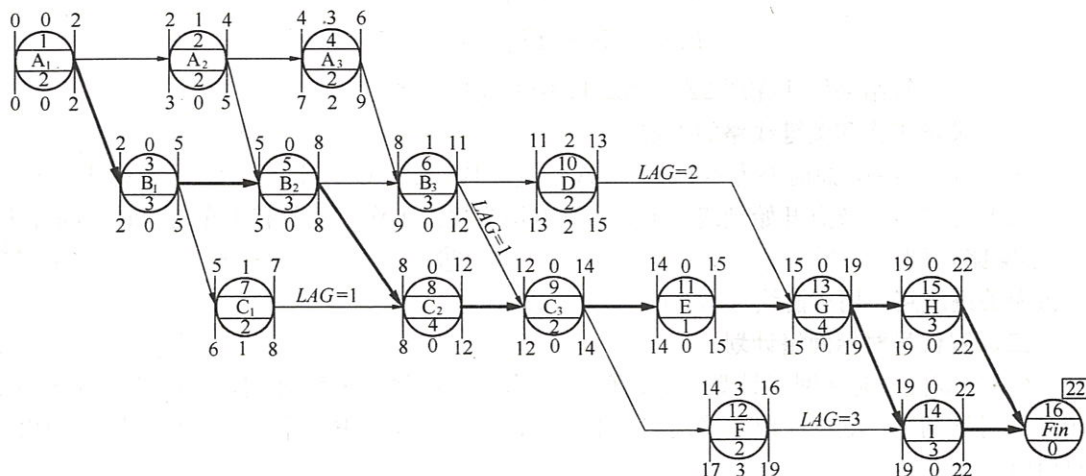 0 0 2
1
A₁
2
0 0 2
2 1 4
2
A₂
2
3 0 5
4 3 6
4
A₃
2
7 2 9
2 0 5
3
B₁
3
2 0 5
5 0 8
5
B₂
3
5 0 8
8 1 11
6
B₃
3
9 0 12
11 2 13
10
D
2
13 2 15
LAG=2
LAG=1
5 1 7
7
C₁
2
6 1 8
LAG=1
8 0 12
8
C₂
4
8 0 12
12 0 14
9
C₃
2
12 0 14
14 0 15
11
E
1
14 0 15
15 0 19
13
G
4
15 0 19
19 0 22
15
H
3
19 0 22
14 3 16
12
F
2
17 3 19
LAG=3
19 0 22
14
I
3
19 0 22
22
16
Fin
0